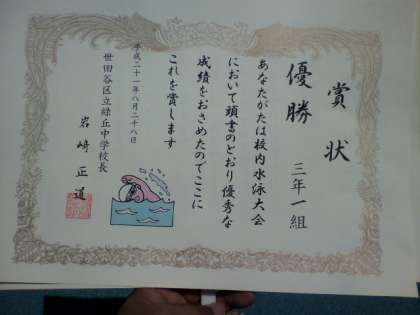 賞状
優勝 三年一組
あなたがたは校内水泳大会
において頭書のとおり優秀な
成績をおさめたのでここに
これを賞します
平成二十一年八月二十八日
世田谷区立緑丘中学校長
岩崎正道